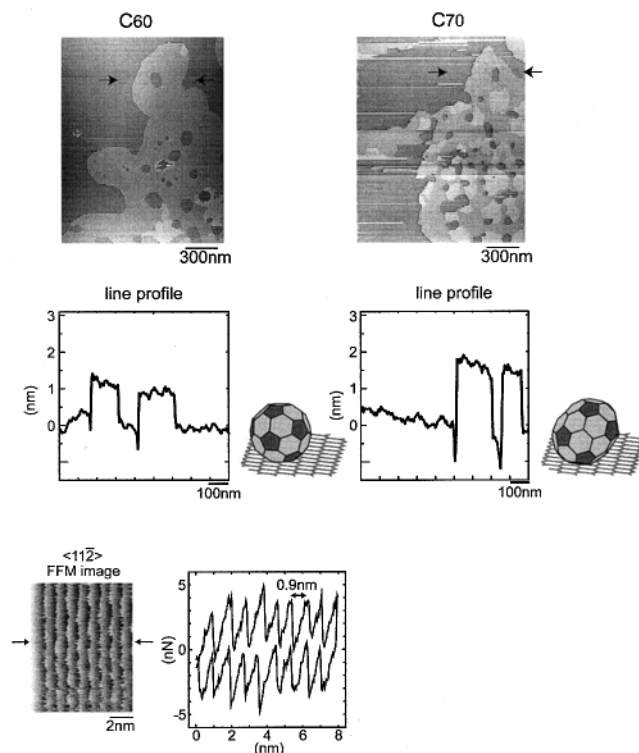 C60
C70
300nm
300nm
line profile
line profile
3
2
1
0
(nm)
100nm
3
2
1
0
(nm)
100nm
<112̄>
FFM image
2nm
5
0
-5
(nN)
0.9nm
0 2 4 6 8
(nm)